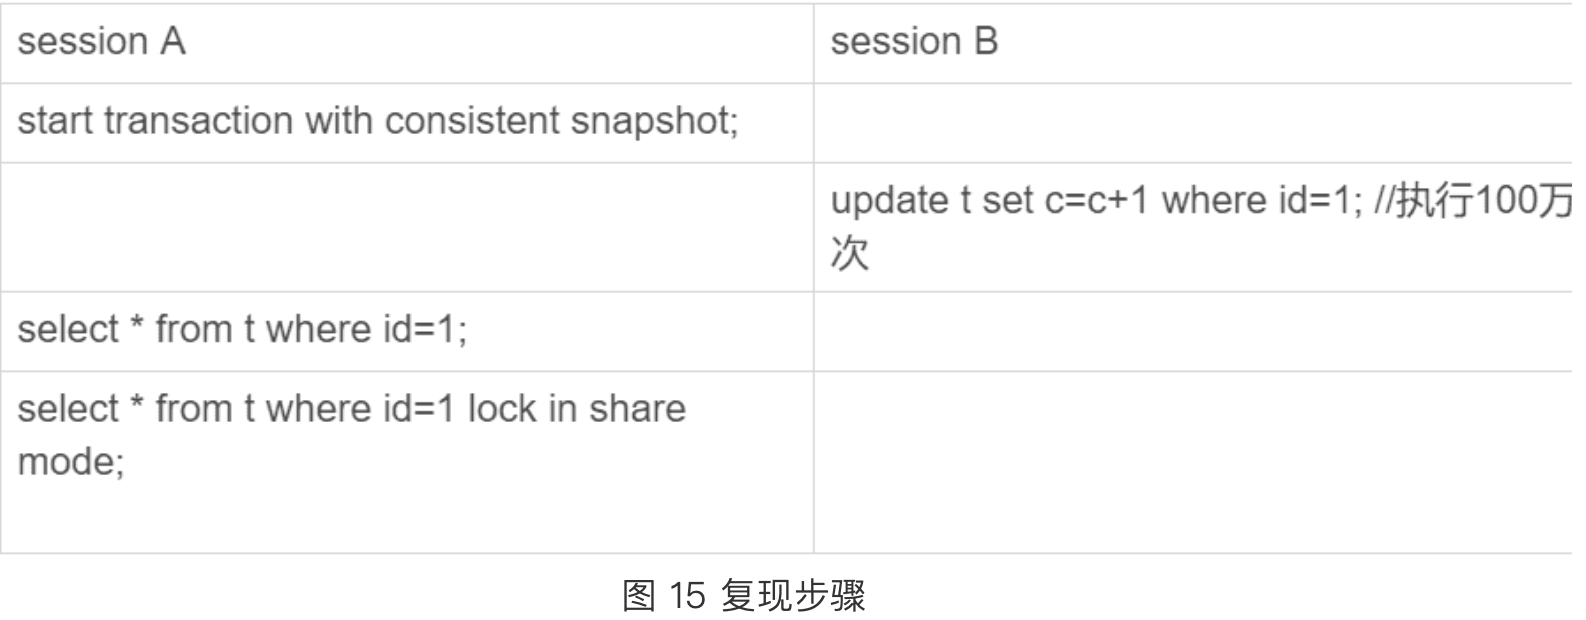 session A
session B
start transaction with consistent snapshot;
update t set c=c+1 where id=1; //执行100万
次
select * from t where id=1;
select * from t where id=1 lock in share
mode;
图 15 复现步骤